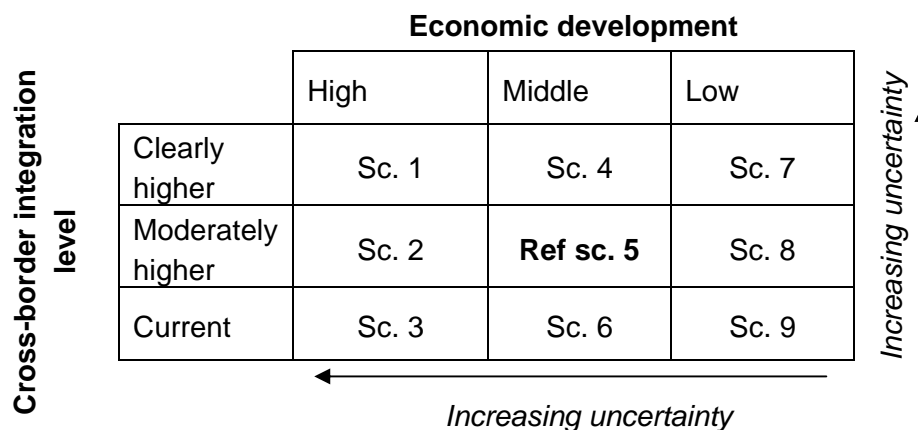 Economic development
High Middle Low
Cross-border integration
level
Clearly
higher
Sc. 1 Sc. 4 Sc. 7
Moderately
higher
Sc. 2 Ref sc. 5 Sc. 8
Current Sc. 3 Sc. 6 Sc. 9
Increasing uncertainty
Increasing uncertainty